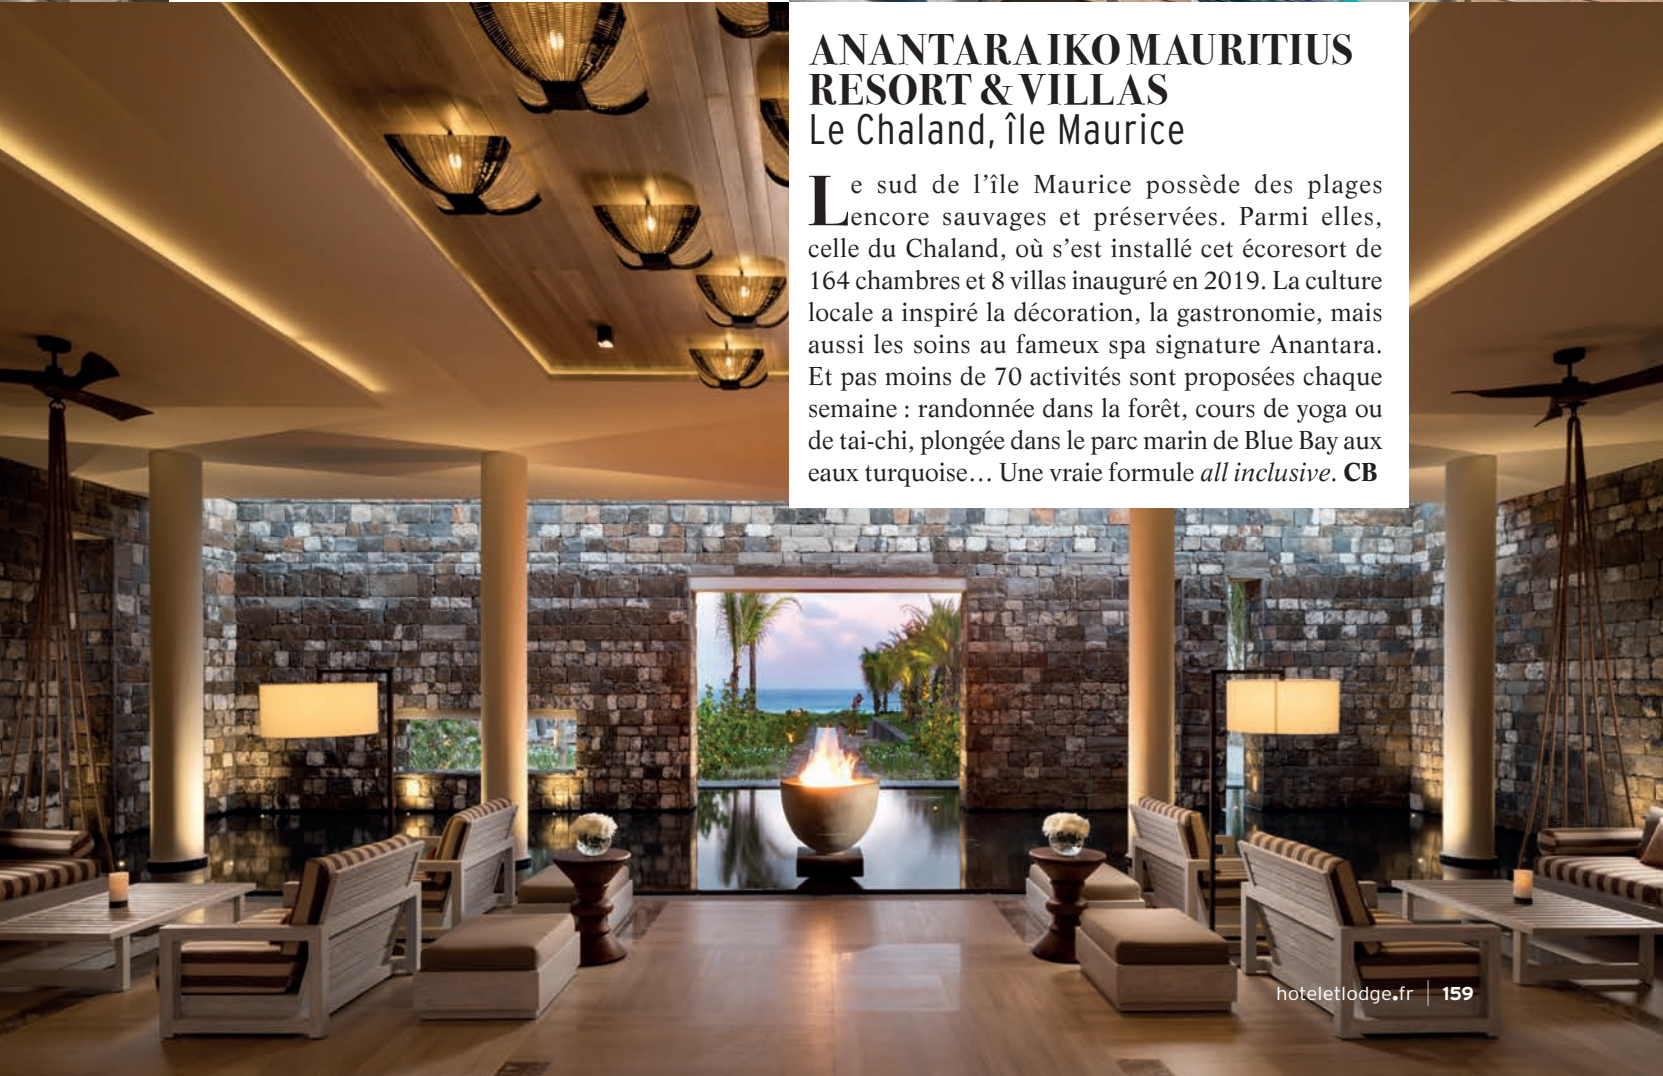 ANANTARA IKO MAURITIUS
RESORT & VILLAS
Le Chaland, île Maurice
Le sud de l'île Maurice possède des plages
encore sauvages et préservées. Parmi elles,
celle du Chaland, où s'est installé cet écoresort de
164 chambres et 8 villas inauguré en 2019. La culture
locale a inspiré la décoration, la gastronomie, mais
aussi les soins au fameux spa signature Anantara.
Et pas moins de 70 activités sont proposées chaque
semaine : randonnée dans la forêt, cours de yoga ou
de tai-chi, plongée dans le parc marin de Blue Bay aux
eaux turquoise… Une vraie formule all inclusive. CB
hoteletlodge.fr | 159